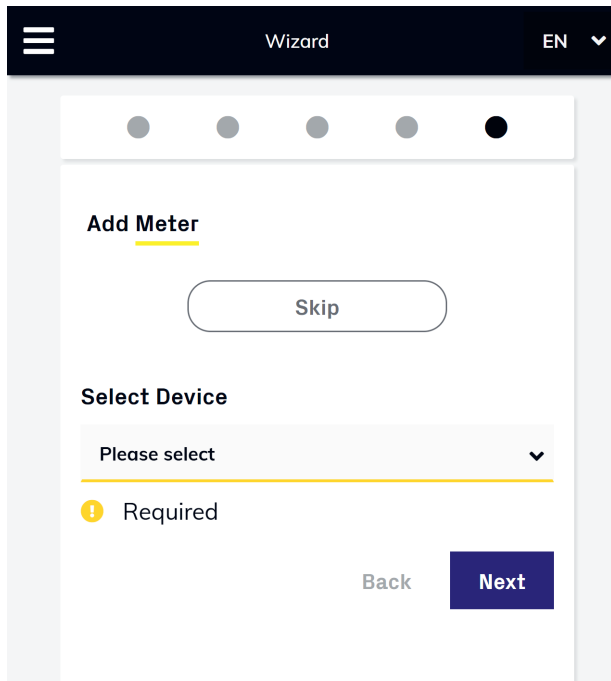 Wizard
EN
Add Meter
Skip
Select Device
Please select
Required
Back
Next